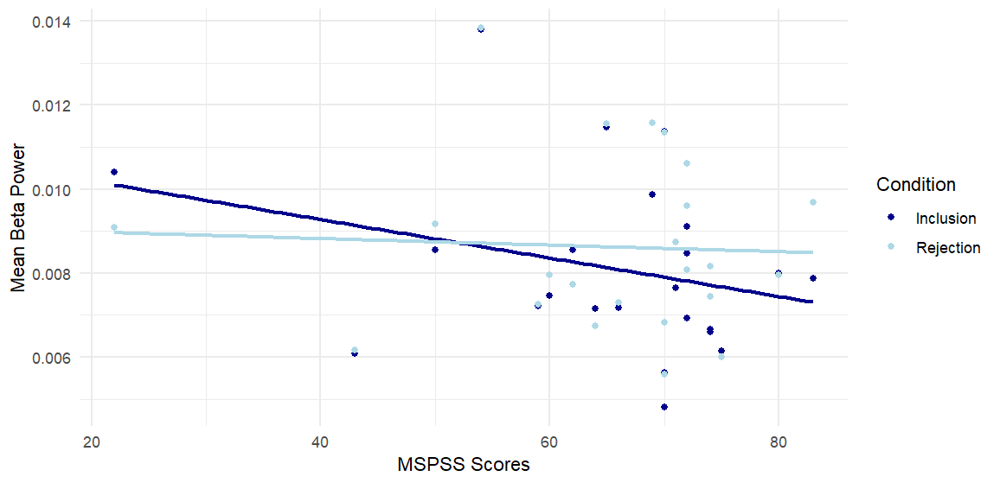 0.014
0.012
0.010
0.008
0.006
Mean Beta Power
20 40 60 80
MSPSS Scores
Condition
Inclusion
Rejection